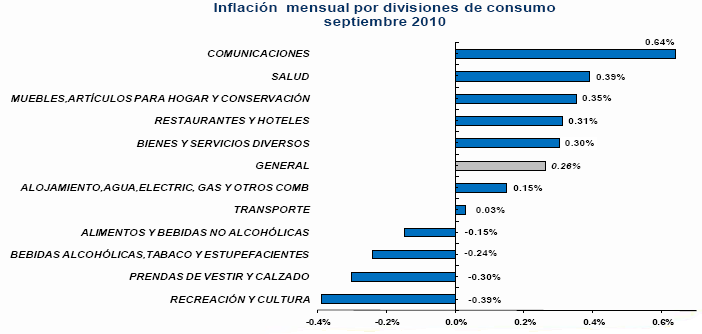 Inflación mensual por divisiones de consumo
septiembre 2010
COMUNICACIONES 0.64%
SALUD 0.39%
MUEBLES,ARTÍCULOS PARA HOGAR Y CONSERVACIÓN 0.35%
RESTAURANTES Y HOTELES 0.31%
BIENES Y SERVICIOS DIVERSOS 0.30%
GENERAL 0.26%
ALOJAMIENTO,AGUA,ELECTRIC, GAS Y OTROS COMB 0.15%
TRANSPORTE 0.03%
ALIMENTOS Y BEBIDAS NO ALCOHÓLICAS -0.15%
BEBIDAS ALCOHÓLICAS,TABACO Y ESTUPEFACIENTES -0.24%
PRENDAS DE VESTIR Y CALZADO -0.30%
RECREACIÓN Y CULTURA -0.39%
-0.4% -0.2% 0.0% 0.2% 0.4% 0.6%